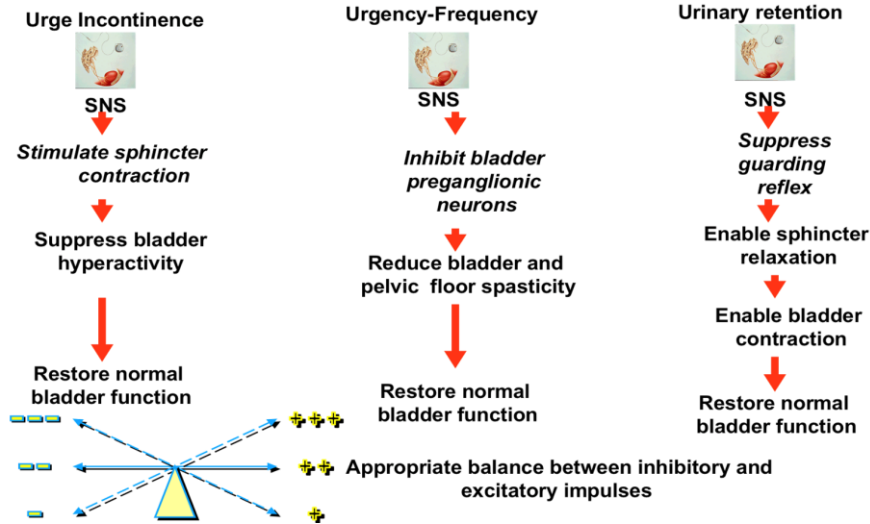 Urge Incontinence
SNS
Stimulate sphincter
contraction
Suppress bladder
hyperactivity
Restore normal
bladder function
Urgency-Frequency
SNS
Inhibit bladder
preganglionic
neurons
Reduce bladder and
pelvic floor spasticity
Restore normal
bladder function
Urinary retention
SNS
Suppress
guarding
reflex
Enable sphincter
relaxation
Enable bladder
contraction
Restore normal
bladder function
Appropriate balance between inhibitory and
excitatory impulses